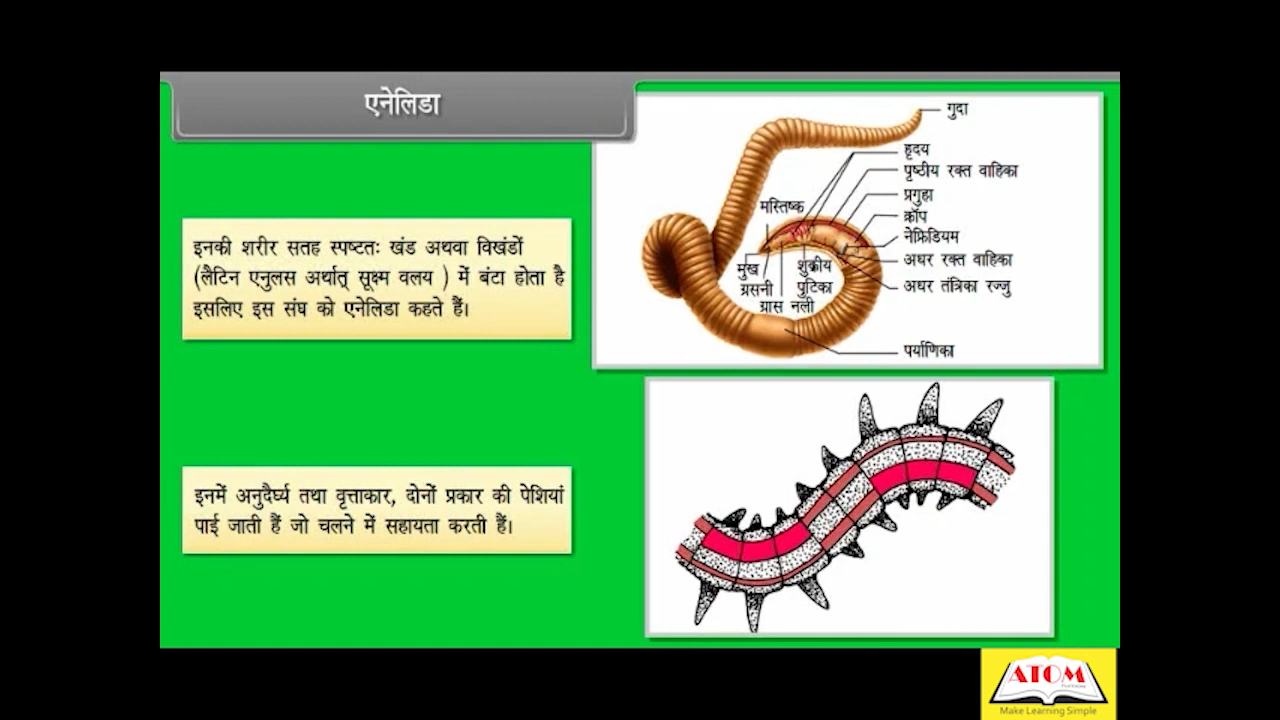 एनेलिडा
इनकी शरीर सतह स्पष्टतः खंड अथवा विखंडों
(लैटिन एनुलस अर्थात् सूक्ष्म वलय ) में बंटा होता है
इसलिए इस संघ को एनेलिडा कहते हैं।
इनमें अनुदैर्घ्य तथा वृत्ताकार, दोनों प्रकार की पेशियां
पाई जाती हैं जो चलने में सहायता करती हैं।
गुदा
हृदय
पृष्ठीय रक्त वाहिका
प्रगुहा
क्रॉप
नेफ्रिडियम
अधर रक्त वाहिका
अधर तंत्रिका रज्जु
पर्याणिका
मस्तिष्क
मुख
ग्रसनी
ग्रास नली
शुक्रीय
पुटिका
ATOM
Make Learning Simple